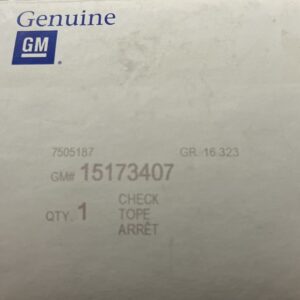 Genuine
GM
7505187 GR. 16.323
GM# 15173407
QTY. 1 CHECK
TOPE
ARRÊT